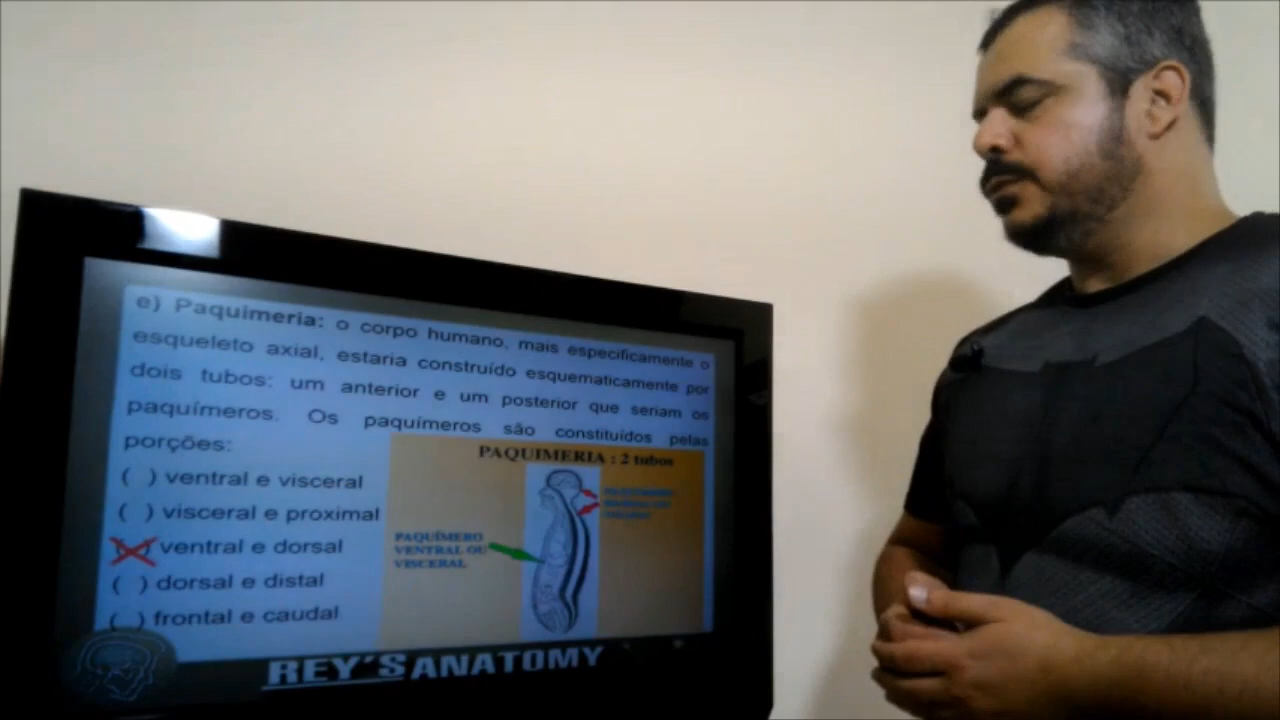 e) Paquimeria: o corpo humano, mais especificamente o
esqueleto axial, estaria construído esquematicamente por
dois tubos: um anterior e um posterior que seriam os
paquímeros. Os paquímeros são constituídos pelas
porções:
( ) ventral e visceral
( ) visceral e proximal
ventral e dorsal
( ) dorsal e distal
( ) frontal e caudal
PAQUIMERIA : 2 tubos
PAQUÍMERO
VENTRAL OU
VISCERAL
REY'S ANATOMY